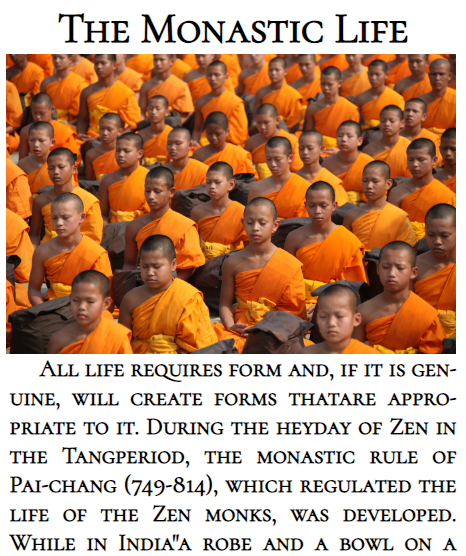 The Monastic Life
All life requires form and, if it is gen-
uine, will create forms thatare appro-
priate to it. During the heyday of Zen in
the Tangperiod, the monastic rule of
Pai-chang (749-814), which regulated the
life of the Zen monks, was developed.
While in India"a robe and a bowl on a